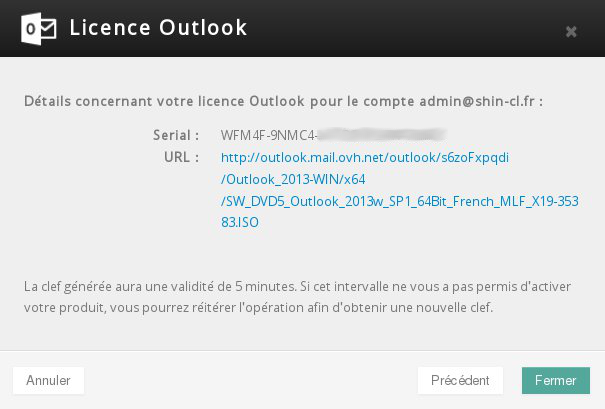 Licence Outlook
Détails concernant votre licence Outlook pour le compte admin@shin-cl.fr :
Serial : WFM4F-9NMC4-
URL : http://outlook.mail.ovh.net/outlook/s6zoFxpqdi
/Outlook_2013-WIN/x64
/SW_DVD5_Outlook_2013w_SP1_64Bit_French_MLF_X19-353
83.ISO
La clef générée aura une validité de 5 minutes. Si cet intervalle ne vous a pas permis d'activer
votre produit, vous pourrez réitérer l'opération afin d'obtenir une nouvelle clef.
Annuler Précédent Fermer